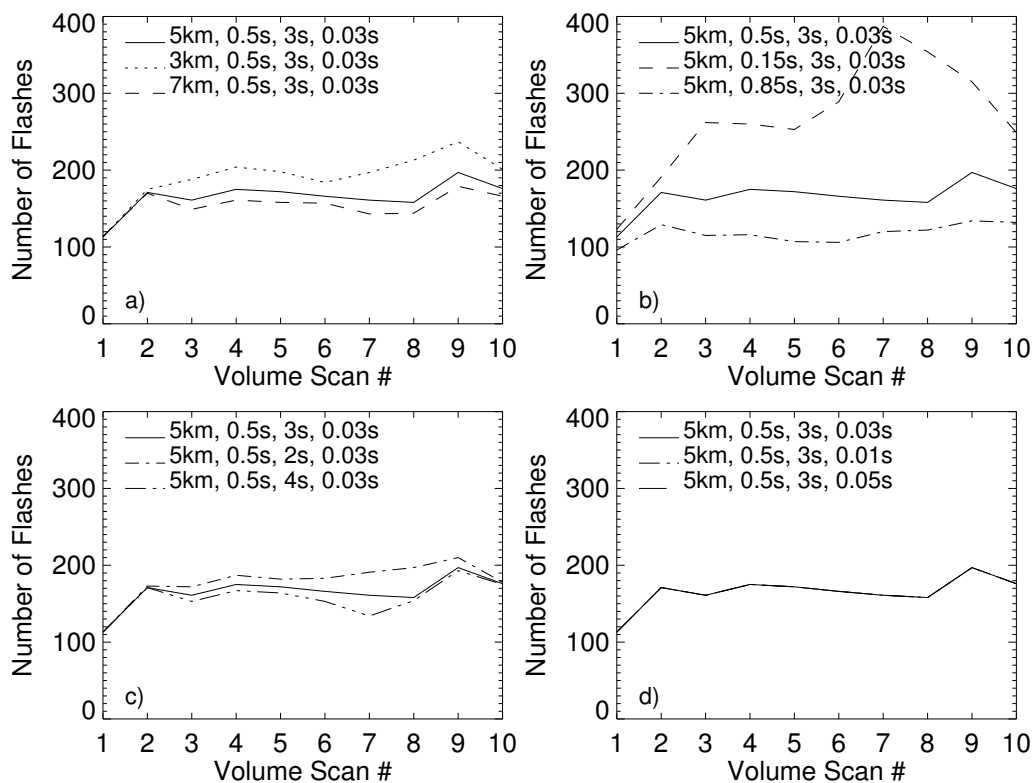 400
300
200
100
0
Number of Flashes
5km, 0.5s, 3s, 0.03s
3km, 0.5s, 3s, 0.03s
7km, 0.5s, 3s, 0.03s
a)
1 2 3 4 5 6 7 8 9 10
Volume Scan #
400
300
200
100
0
Number of Flashes
5km, 0.5s, 3s, 0.03s
5km, 0.15s, 3s, 0.03s
5km, 0.85s, 3s, 0.03s
b)
1 2 3 4 5 6 7 8 9 10
Volume Scan #
400
300
200
100
0
Number of Flashes
5km, 0.5s, 3s, 0.03s
5km, 0.5s, 2s, 0.03s
5km, 0.5s, 4s, 0.03s
c)
1 2 3 4 5 6 7 8 9 10
Volume Scan #
400
300
200
100
0
Number of Flashes
5km, 0.5s, 3s, 0.03s
5km, 0.5s, 3s, 0.01s
5km, 0.5s, 3s, 0.05s
d)
1 2 3 4 5 6 7 8 9 10
Volume Scan #